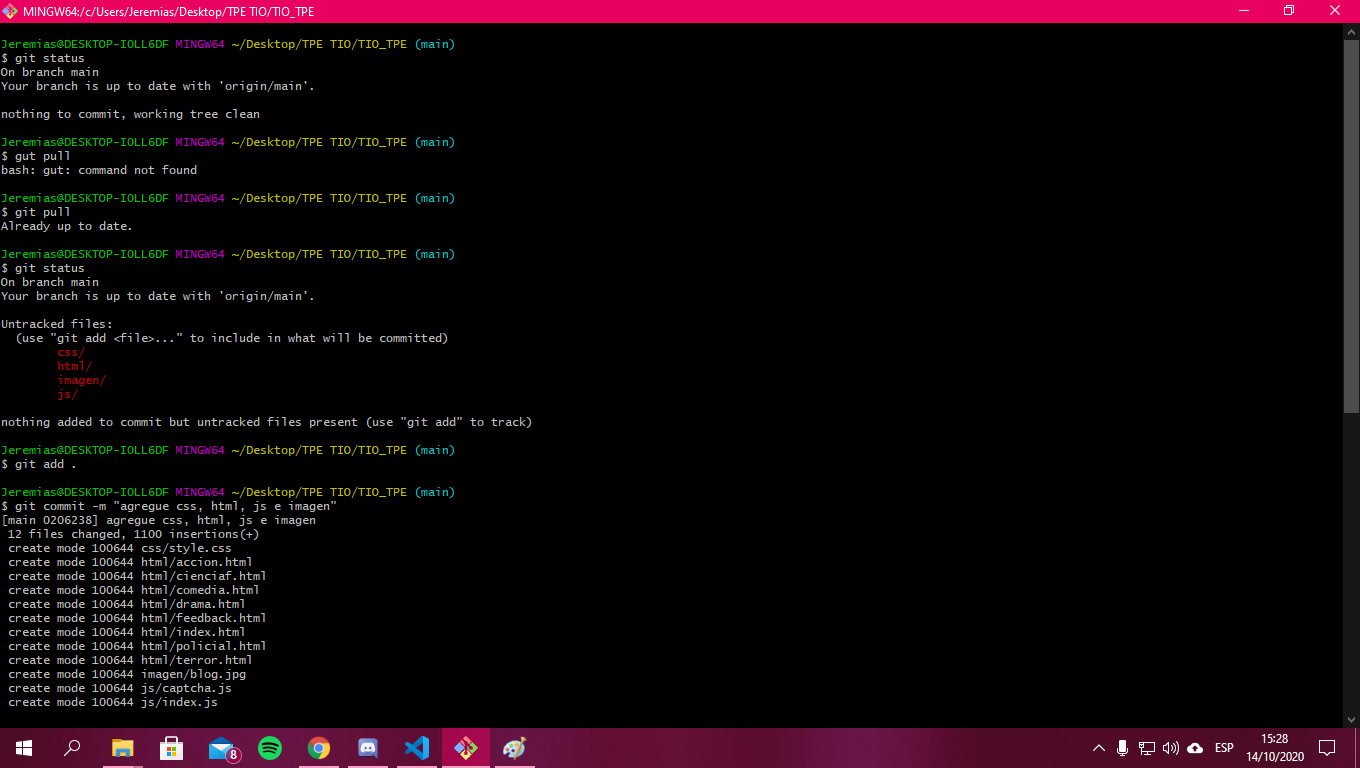 MINGW64:/c/Users/Jeremias/Desktop/TPE TIO/TIO_TPE
Jeremias@DESKTOP-IOLL6DF MINGW64 ~/Desktop/TPE TIO/TIO_TPE (main)
$ git status
On branch main
Your branch is up to date with 'origin/main'.
nothing to commit, working tree clean
Jeremias@DESKTOP-IOLL6DF MINGW64 ~/Desktop/TPE TIO/TIO_TPE (main)
$ gut pull
bash: gut: command not found
Jeremias@DESKTOP-IOLL6DF MINGW64 ~/Desktop/TPE TIO/TIO_TPE (main)
$ git pull
Already up to date.
Jeremias@DESKTOP-IOLL6DF MINGW64 ~/Desktop/TPE TIO/TIO_TPE (main)
$ git status
On branch main
Your branch is up to date with 'origin/main'.
Untracked files:
  (use "git add <file>..." to include in what will be committed)
        css/
        html/
        imagen/
        js/
nothing added to commit but untracked files present (use "git add" to track)
Jeremias@DESKTOP-IOLL6DF MINGW64 ~/Desktop/TPE TIO/TIO_TPE (main)
$ git add .
Jeremias@DESKTOP-IOLL6DF MINGW64 ~/Desktop/TPE TIO/TIO_TPE (main)
$ git commit -m "agregue css, html, js e imagen"
[main 0206238] agregue css, html, js e imagen
 12 files changed, 1100 insertions(+)
 create mode 100644 css/style.css
 create mode 100644 html/accion.html
 create mode 100644 html/cienciaf.html
 create mode 100644 html/comedia.html
 create mode 100644 html/drama.html
 create mode 100644 html/feedback.html
 create mode 100644 html/index.html
 create mode 100644 html/policial.html
 create mode 100644 html/terror.html
 create mode 100644 imagen/blog.jpg
 create mode 100644 js/captcha.js
 create mode 100644 js/index.js
8
ESP
15:28
14/10/2020